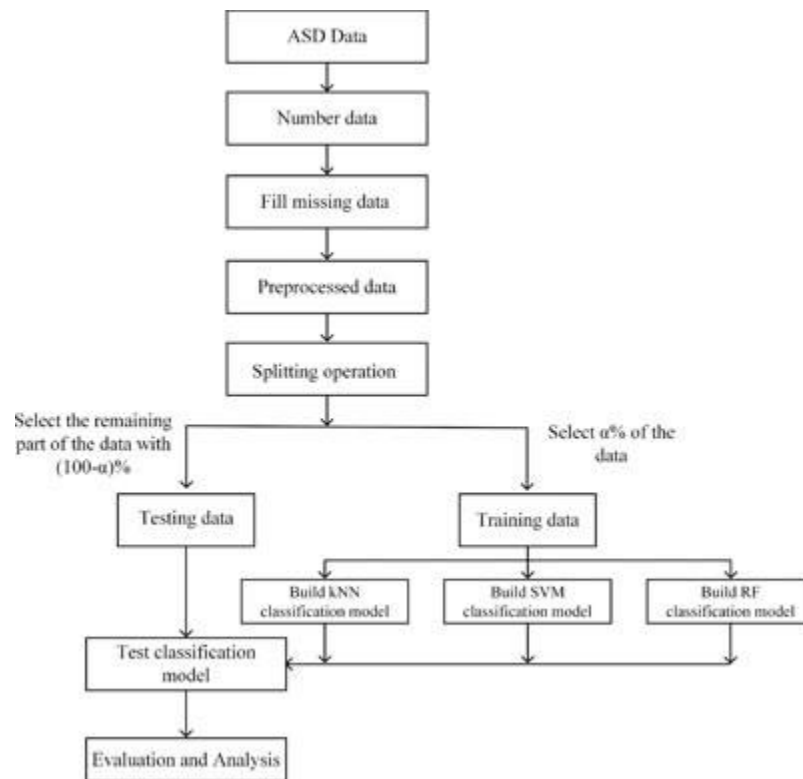 ASD Data
Number data
Fill missing data
Preprocessed data
Splitting operation
Select the remaining
part of the data with
(100-α)%
Select α% of the
data
Testing data
Training data
Build kNN
classification model
Build SVM
classification model
Build RF
classification model
Test classification
model
Evaluation and Analysis